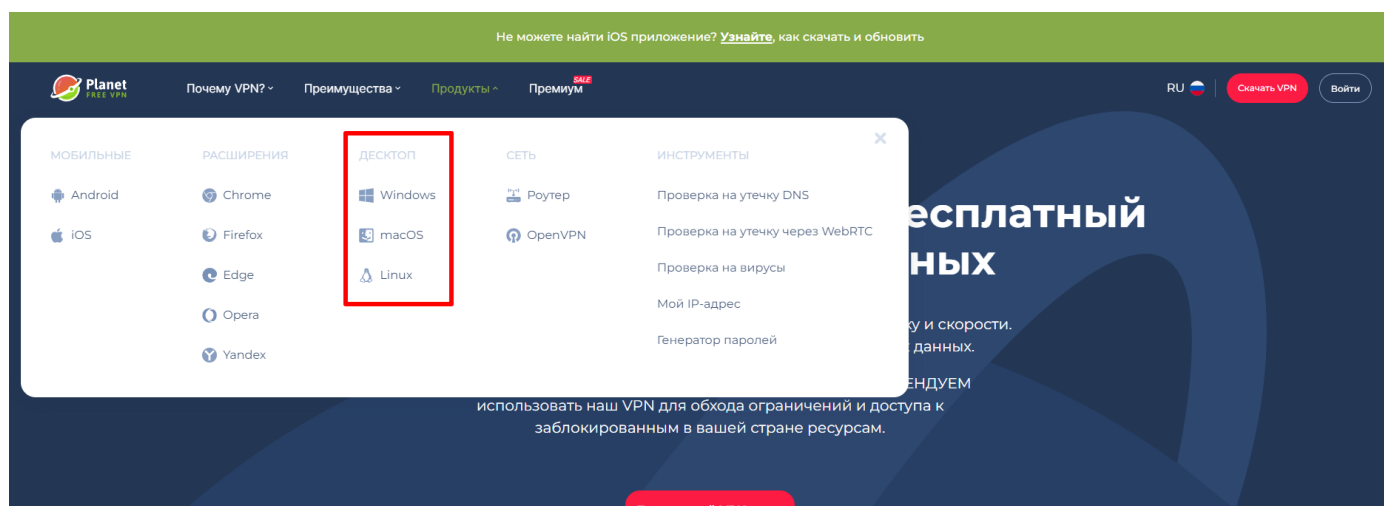 Не можете найти iOS приложение? Узнайте, как скачать и обновить
Planet
FREE VPN
Почему VPN?
Преимущества
Продукты
Премиум
SALE
RU
Скачать VPN
Войти
МОБИЛЬНЫЕ
Android
iOS
РАСШИРЕНИЯ
Chrome
Firefox
Edge
Opera
Yandex
ДЕСКТОП
Windows
macOS
Linux
СЕТЬ
Роутер
OpenVPN
ИНСТРУМЕНТЫ
Проверка на утечку DNS
Проверка на утечку через WebRTC
Проверка на вирусы
Мой IP-адрес
Генератор паролей
есплатный
ных
и скорости.
данных.
ЕНДУЕМ
использовать наш VPN для обхода ограничений и доступа к
заблокированным в вашей стране ресурсам.